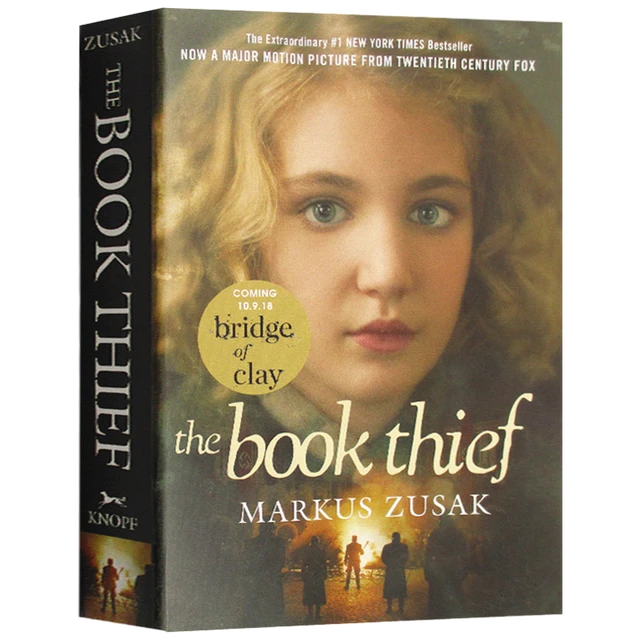 ZUSAK
THE
BOOK THIEF
KNOPF
The Extraordinary #1 NEW YORK TIMES Bestseller
NOW A MAJOR MOTION PICTURE FROM TWENTIETH CENTURY FOX
COMING
10.9.18
bridge
of
clay
the book thief
MARKUS ZUSAK